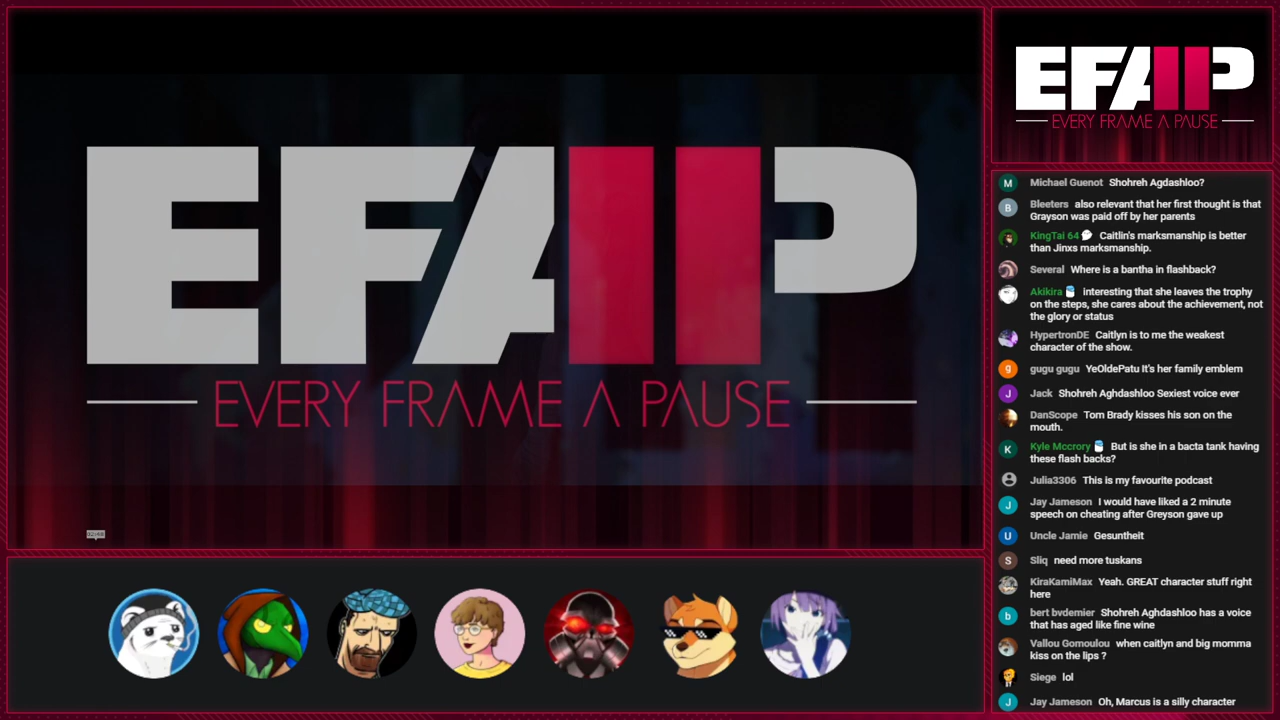 EFAP
EVERY FRAME A PAUSE
EFAP
EVERY FRAME A PAUSE
M Michael Guenot Shohreh Agdashloo?
B Bleeters also relevant that her first thought is that
Grayson was paid off by her parents
KingTai 64 Caitlin's marksmanship is better
than Jinxs marksmanship.
Several Where is a bantha in flashback?
Akikira interesting that she leaves the trophy
on the steps, she cares about the achievement, not
the glory or status
HypertronDE Caitlyn is to me the weakest
character of the show.
g gugu gugu YeOldePatu It's her family emblem
J Jack Shohreh Aghdashloo Sexiest voice ever
DanScope Tom Brady kisses his son on the
mouth.
K Kyle Mccrory But is she in a bacta tank having
these flash backs?
Julia3306 This is my favourite podcast
J Jay Jameson I would have liked a 2 minute
speech on cheating after Greyson gave up
U Uncle Jamie Gesuntheit
S Sliq need more tuskans
KiraKamiMax Yeah. GREAT character stuff right
here
b bert bvdemier Shohreh Aghdashloo has a voice
that has aged like fine wine
Vallou Gomoulou when caitlyn and big momma
kiss on the lips ?
Siege lol
J Jay Jameson Oh, Marcus is a silly character